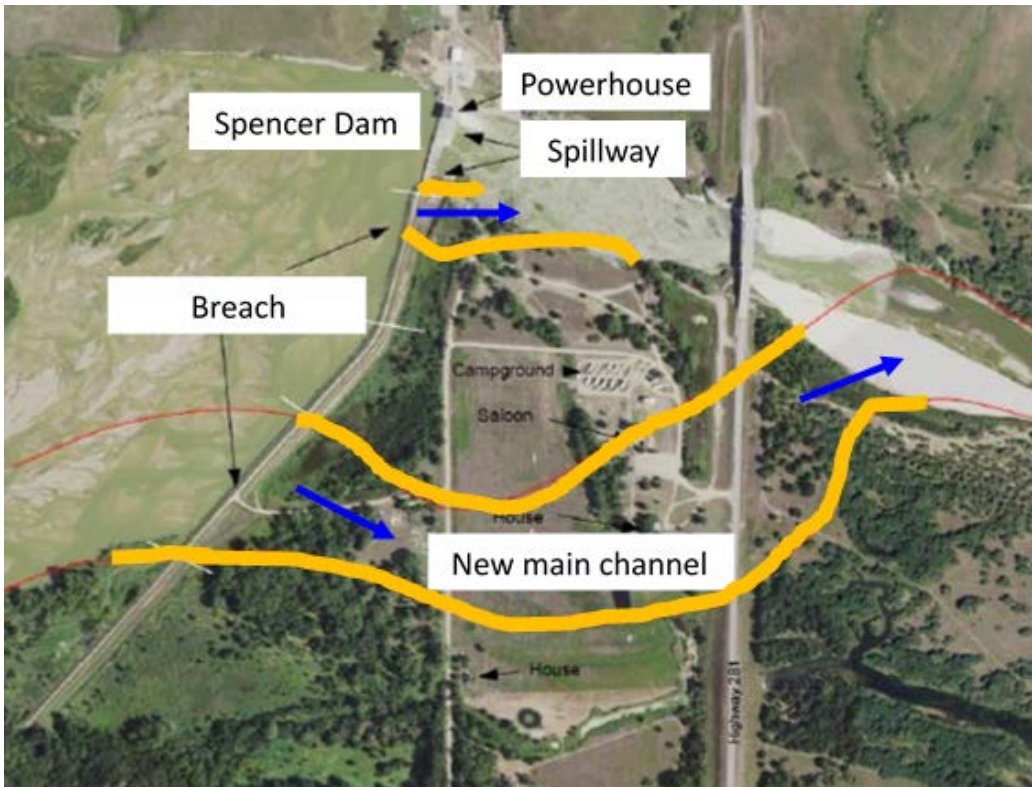 Powerhouse
Spencer Dam
Spillway
Breach
Campground
Saloon
House
New main channel
House
Highway 281